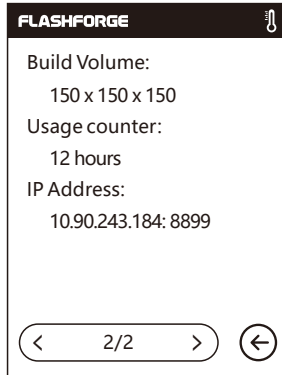 FLASHFORGE
Build Volume:
150 x 150 x 150
Usage counter:
12 hours
IP Address:
10.90.243.184: 8899
2/2